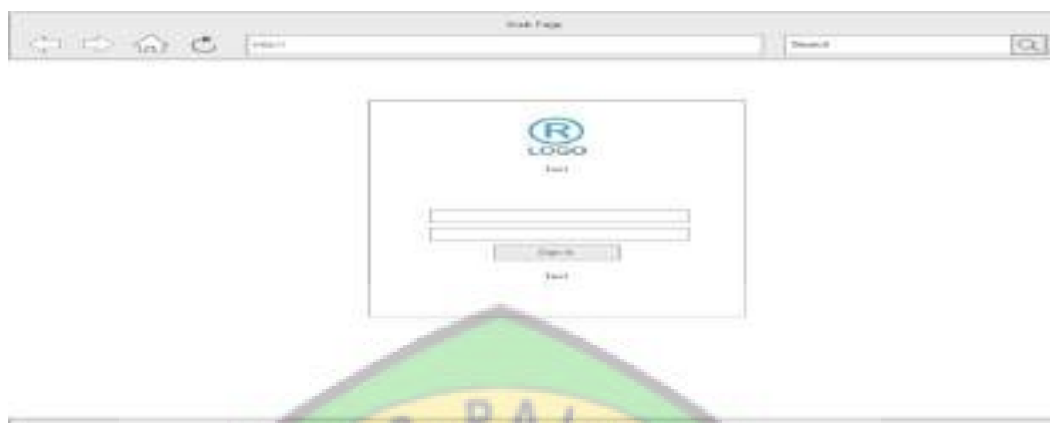 Web Page
Search
R
LOGO
Text
Sign In
Text